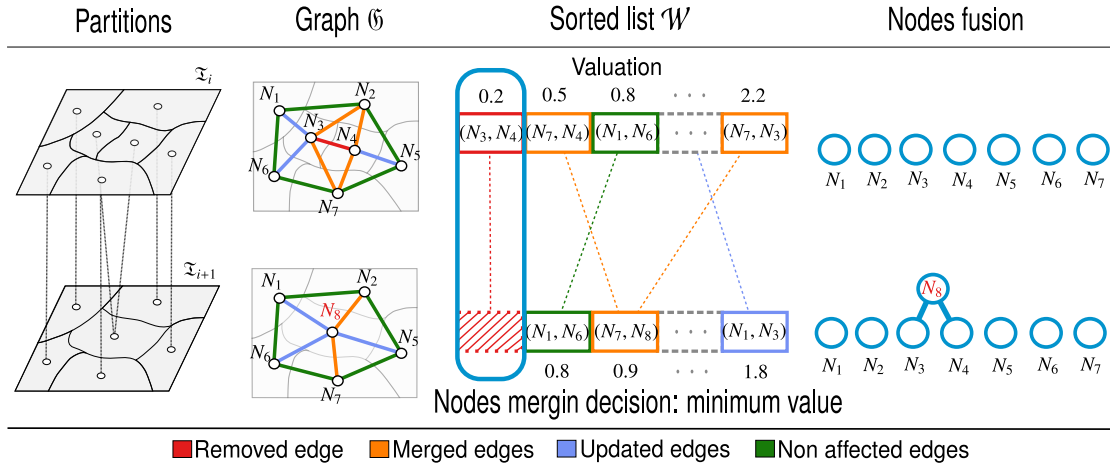 Partitions Graph 𝔊 Sorted list 𝒲 Nodes fusion
Valuation
𝔗i
0.2 0.5 0.8 · · · · 2.2
N1 N2 N3 N4 N5 N6 N7
(N3, N4) (N7, N4) (N1, N6) · · · · (N7, N3)
N1 N2 N3 N4 N5 N6 N7
𝔗i+1
N1 N2 N8 N5 N6 N7
N8
(N1, N6) (N7, N8) · · · · (N1, N3)
0.8 0.9 · · · · 1.8
N1 N2 N3 N4 N5 N6 N7
Nodes mergin decision: minimum value
Removed edge Merged edges Updated edges Non affected edges